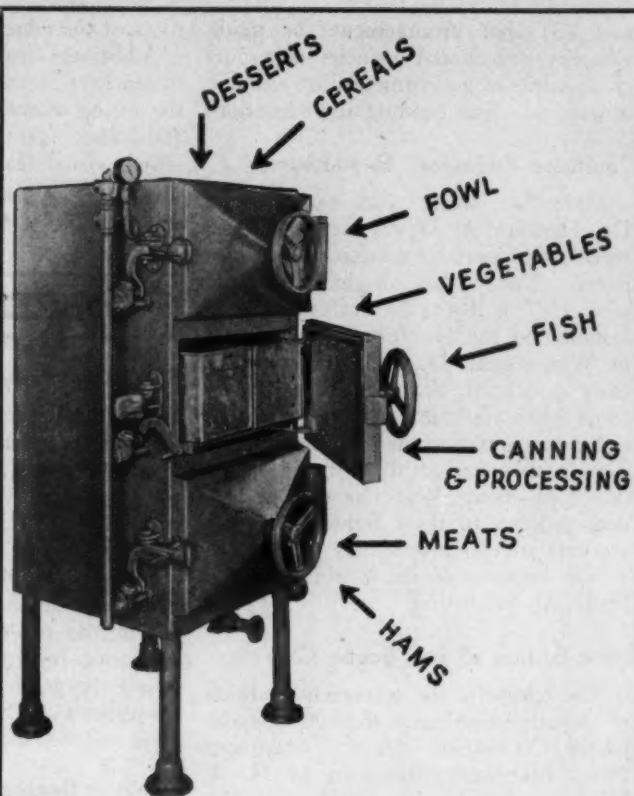 DESSERTS
CEREALS
FOWL
VEGETABLES
FISH
CANNING
& PROCESSING
MEATS
HAMS